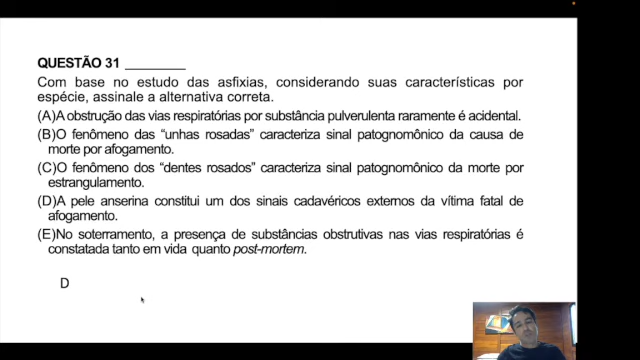 QUESTÃO 31 ________
Com base no estudo das asfixias, considerando suas características por
espécie, assinale a alternativa correta.
(A)A obstrução das vias respiratórias por substância pulverulenta raramente é acidental.
(B)O fenômeno das “unhas rosadas” caracteriza sinal patognômonico da causa de
morte por afogamento.
(C)O fenômeno dos “dentes rosados” caracteriza sinal patognômonico da morte por
estrangulamento.
(D)A pele anserina constitui um dos sinais cadavéricos externos da vítima fatal de
afogamento.
(E)No soterramento, a presença de substâncias obstrutivas nas vias respiratórias é
constatada tanto em vida quanto post-mortem.
D